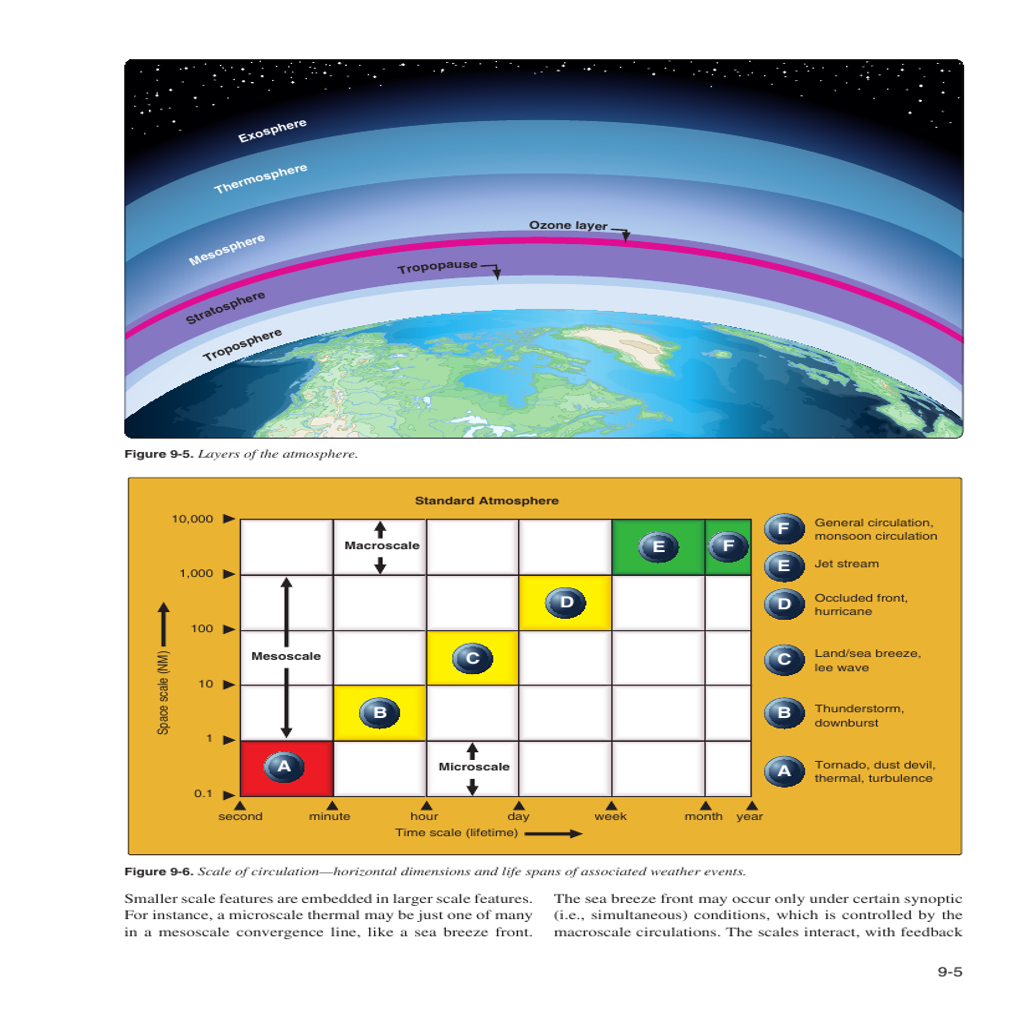 Exosphere
Thermosphere
Ozone layer
Mesosphere
Tropopause
Stratosphere
Troposphere
Figure 9-5. Layers of the atmosphere.
Standard Atmosphere
10,000
1,000
100
10
1
0.1
Space scale (NM)
Macroscale
Mesoscale
Microscale
E
F
D
C
B
A
second
minute
hour
day
week
month
year
Time scale (lifetime)
F
General circulation,
monsoon circulation
E
Jet stream
D
Occluded front,
hurricane
C
Land/sea breeze,
lee wave
B
Thunderstorm,
downburst
A
Tornado, dust devil,
thermal, turbulence
Figure 9-6. Scale of circulation—horizontal dimensions and life spans of associated weather events.
Smaller scale features are embedded in larger scale features.
For instance, a microscale thermal may be just one of many
in a mesoscale convergence line, like a sea breeze front.
The sea breeze front may occur only under certain synoptic
(i.e., simultaneous) conditions, which is controlled by the
macroscale circulations. The scales interact, with feedback
9-5